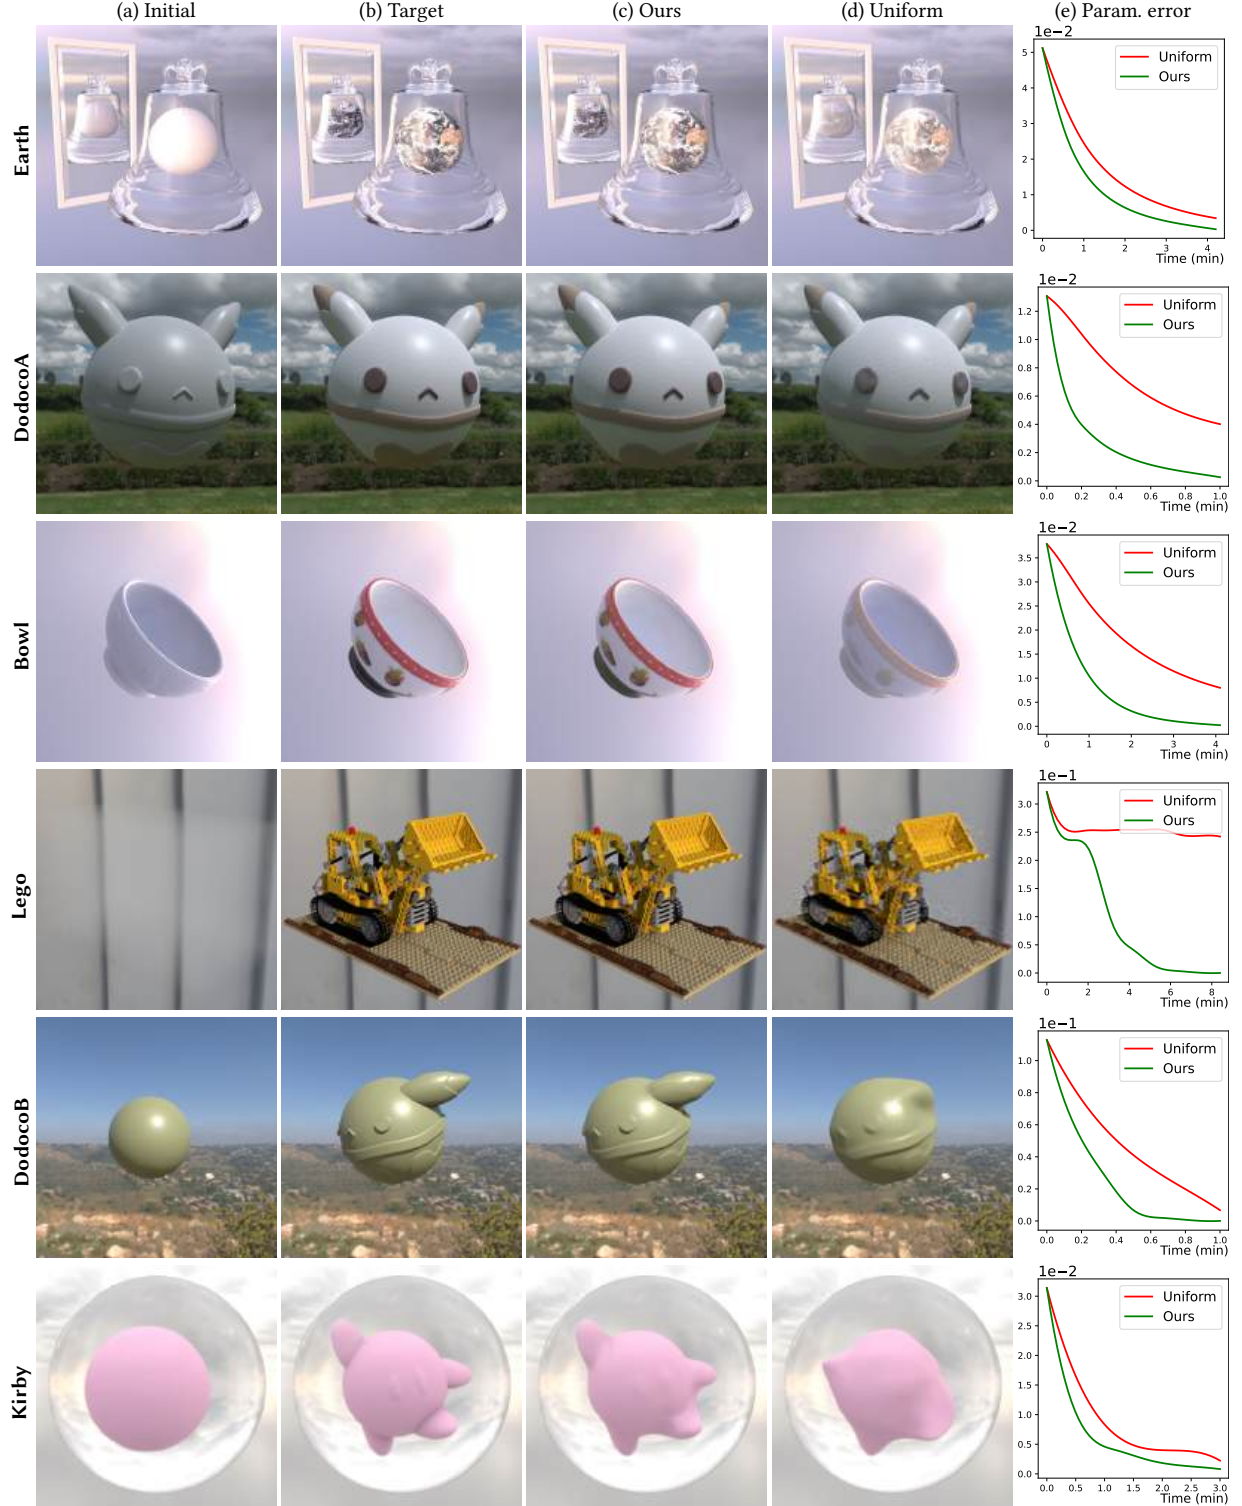 (a) Initial (b) Target (c) Ours (d) Uniform (e) Param. error
Earth
1e−2
Uniform
Ours
5
4
3
2
1
0
0 1 2 3 4
Time (min)
DodocoA
1e−2
Uniform
Ours
1.2
1.0
0.8
0.6
0.4
0.2
0.0
0.0 0.2 0.4 0.6 0.8 1.0
Time (min)
Bowl
1e−2
Uniform
Ours
3.5
3.0
2.5
2.0
1.5
1.0
0.5
0.0
0 1 2 3 4
Time (min)
Lego
1e−1
Uniform
Ours
3.0
2.5
2.0
1.5
1.0
0.5
0.0
0 2 4 6 8
Time (min)
DodocoB
1e−1
Uniform
Ours
1.0
0.8
0.6
0.4
0.2
0.0
0.0 0.2 0.4 0.6 0.8 1.0
Time (min)
Kirby
1e−2
Uniform
Ours
3.0
2.5
2.0
1.5
1.0
0.5
0.0
0.0 0.5 1.0 1.5 2.0 2.5 3.0
Time (min)